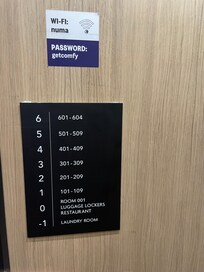 WI-FI:
numa
PASSWORD:
getcomfy
6 601-604
5 501-509
4 401-409
3 301-309
2 201-209
1 101-109
0 ROOM 001
LUGGAGE LOCKERS
RESTAURANT
-1 LAUNDRY ROOM